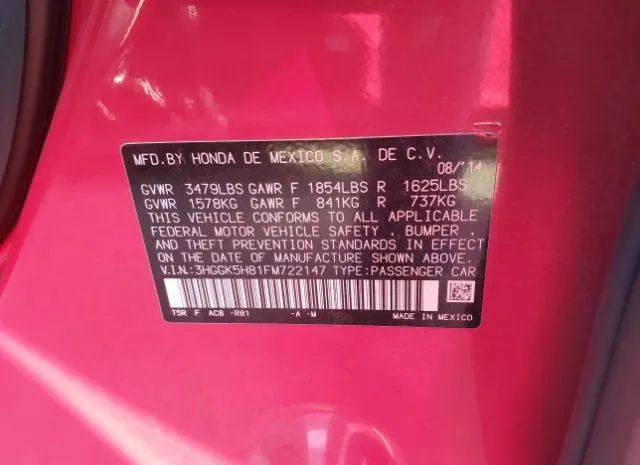 MFD.BY HONDA DE MEXICO S.A. DE C.V.
08/'14
GVWR 3479LBS GAWR F 1854LBS R 1625LBS
GVWR 1578KG GAWR F 841KG R 737KG
THIS VEHICLE CONFORMS TO ALL APPLICABLE
FEDERAL MOTOR VEHICLE SAFETY . BUMPER .
AND THEFT PREVENTION STANDARDS IN EFFECT
ON THE DATE OF MANUFACTURE SHOWN ABOVE.
V.I.N.:3HGGK5H81FM722147 TYPE:PASSENGER CAR
T5R F AC8 -R81 -A -M MADE IN MEXICO